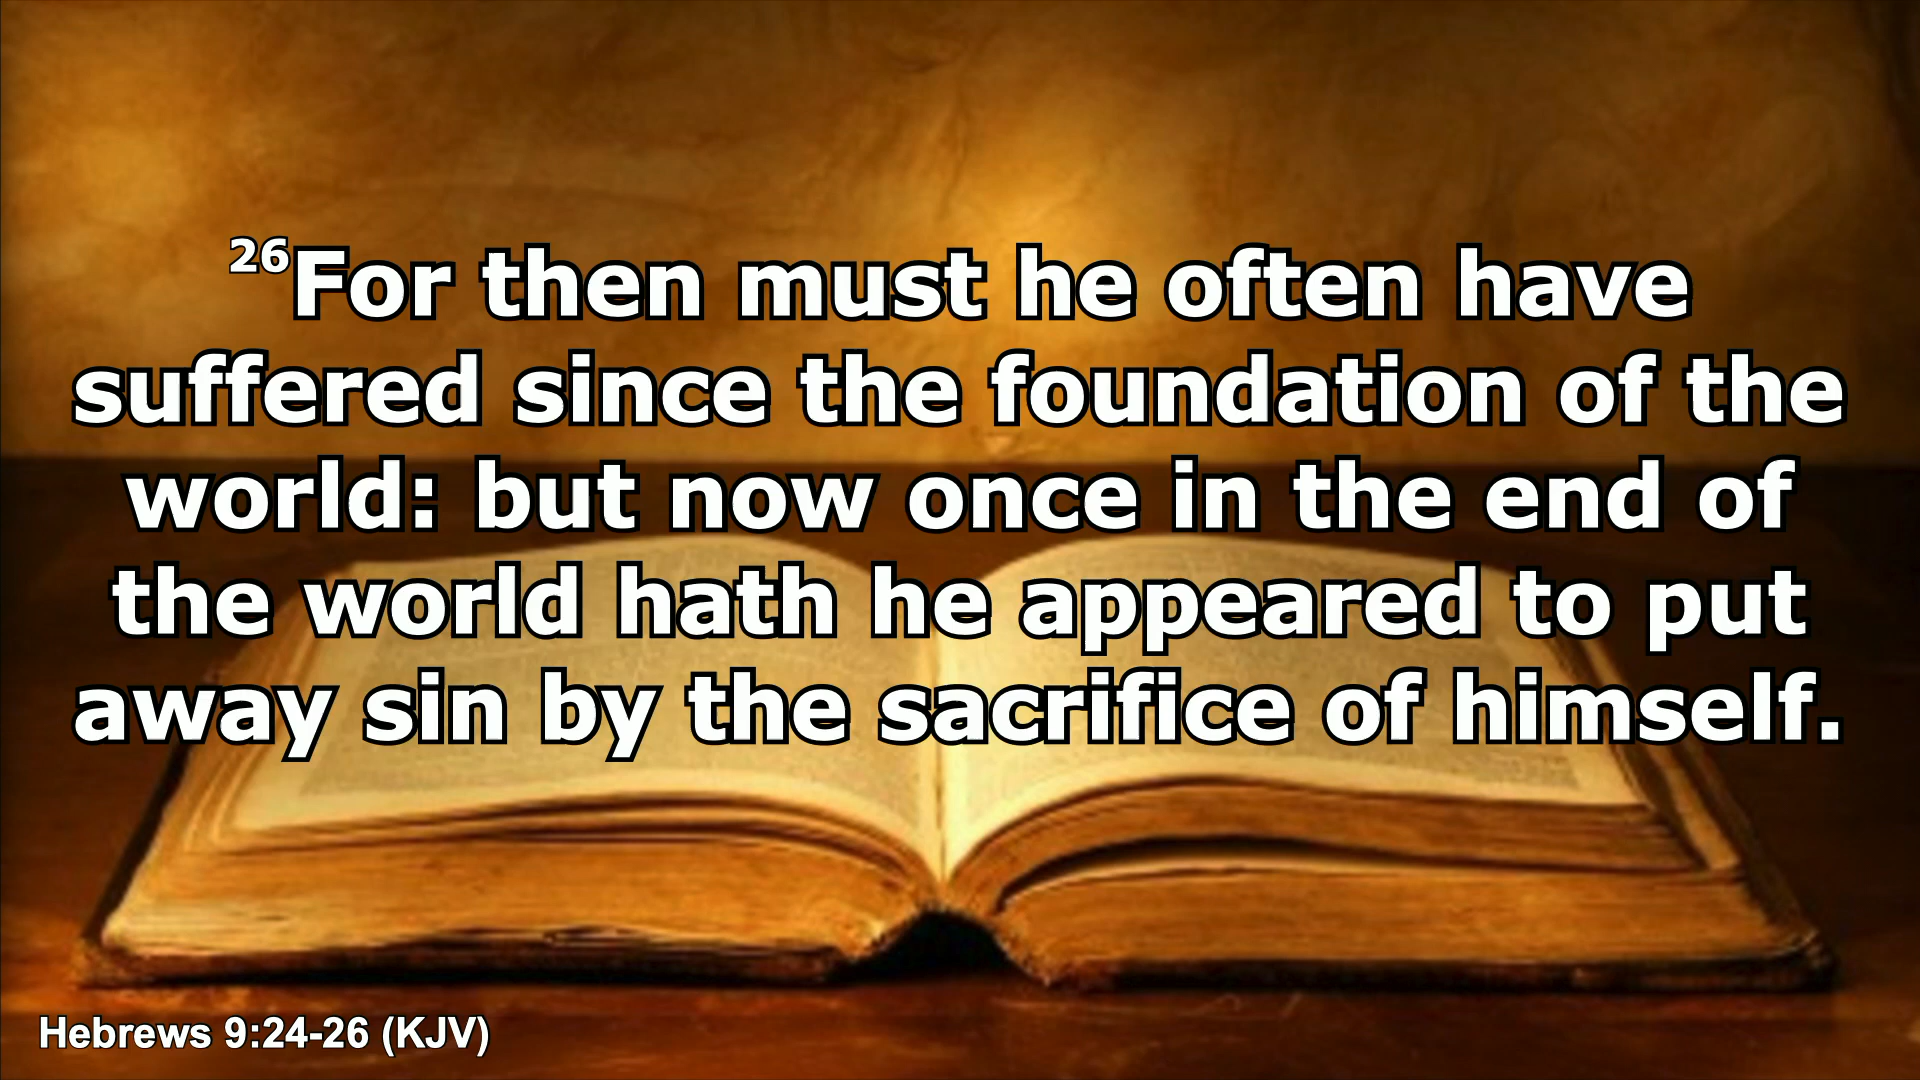 26For then must he often have
suffered since the foundation of the
world: but now once in the end of
the world hath he appeared to put
away sin by the sacrifice of himself.
Hebrews 9:24-26 (KJV)